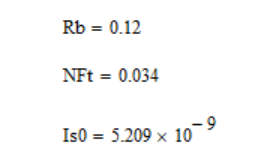 Rb = 0.12
NFt = 0.034
Is0 = 5.209 × 10⁻⁹